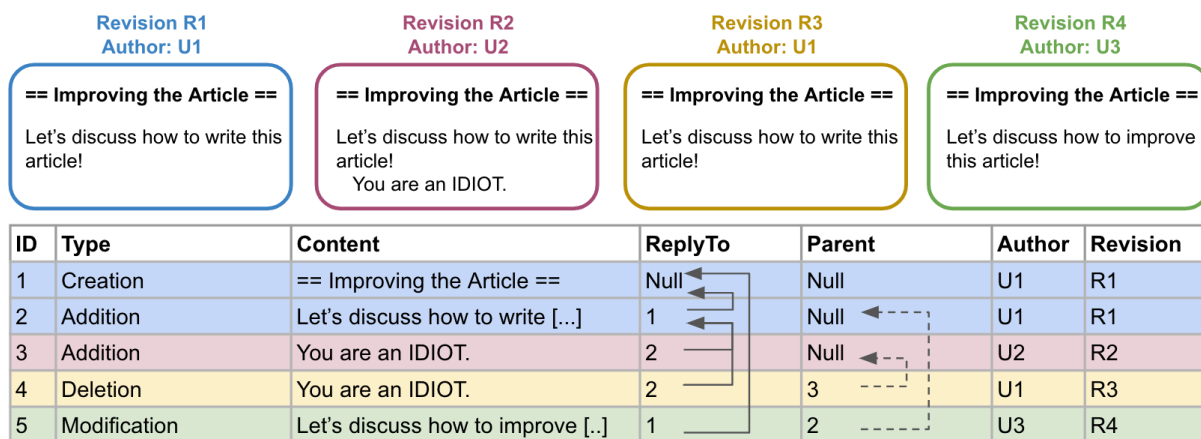 Revision R1
Author: U1
Revision R2
Author: U2
Revision R3
Author: U1
Revision R4
Author: U3
== Improving the Article ==
Let’s discuss how to write this
article!
== Improving the Article ==
Let’s discuss how to write this
article!
You are an IDIOT.
== Improving the Article ==
Let’s discuss how to write this
article!
== Improving the Article ==
Let’s discuss how to improve
this article!
ID Type Content ReplyTo Parent Author Revision
1 Creation == Improving the Article == Null Null U1 R1
2 Addition Let’s discuss how to write [...] 1 Null U1 R1
3 Addition You are an IDIOT. 2 Null U2 R2
4 Deletion You are an IDIOT. 2 3 U1 R3
5 Modification Let’s discuss how to improve [..] 1 2 U3 R4